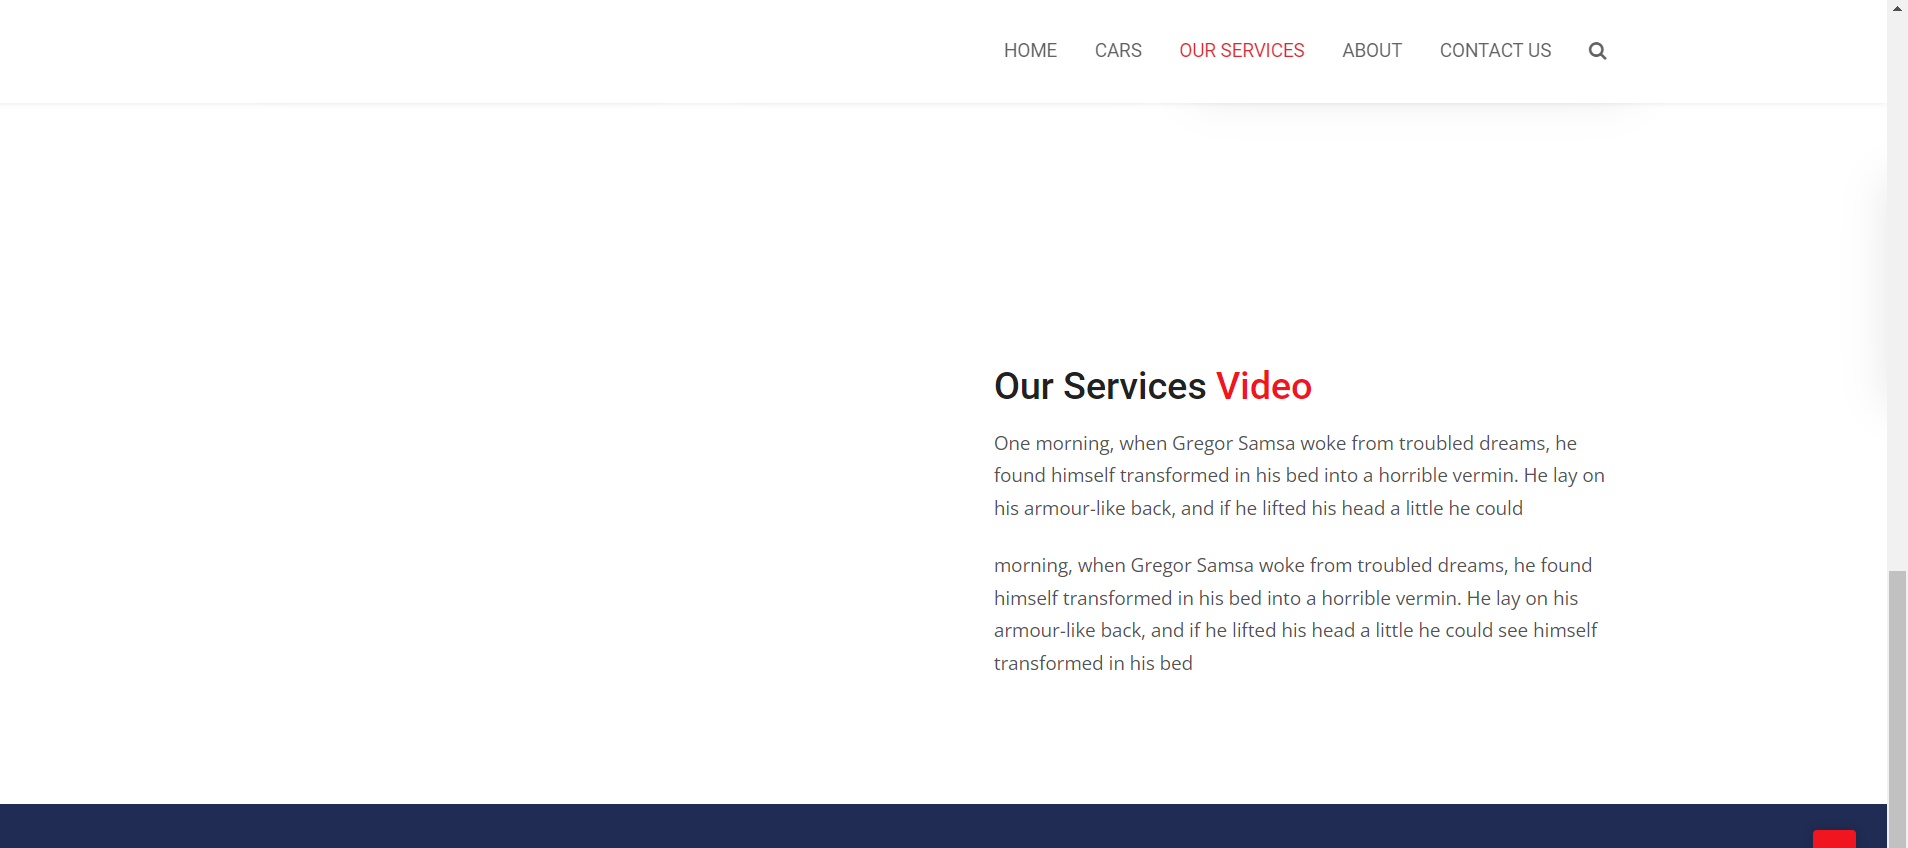 HOME CARS OUR SERVICES ABOUT CONTACT US
Our Services Video
One morning, when Gregor Samsa woke from troubled dreams, he
found himself transformed in his bed into a horrible vermin. He lay on
his armour-like back, and if he lifted his head a little he could
morning, when Gregor Samsa woke from troubled dreams, he found
himself transformed in his bed into a horrible vermin. He lay on his
armour-like back, and if he lifted his head a little he could see himself
transformed in his bed